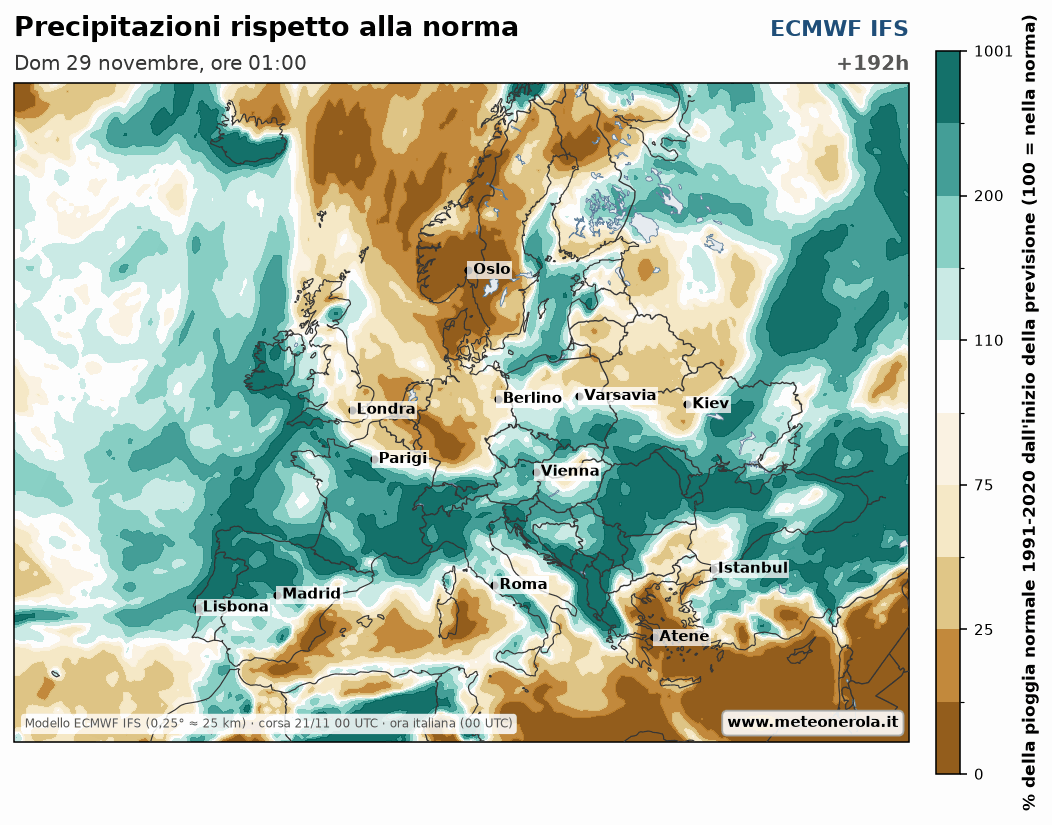 Precipitazioni rispetto alla norma
ECMWF IFS
Dom 29 novembre, ore 01:00
+192h
Oslo
Londra
Berlino
Varsavia
Kiev
Parigi
Vienna
Istanbul
Roma
Madrid
Lisbona
Atene
Modello ECMWF IFS (0,25° ≈ 25 km) · corsa 21/11 00 UTC · ora italiana (00 UTC)
www.meteonerola.it
1001
200
110
75
25
0
% della pioggia normale 1991-2020 dall'inizio della previsione (100 = nella norma)